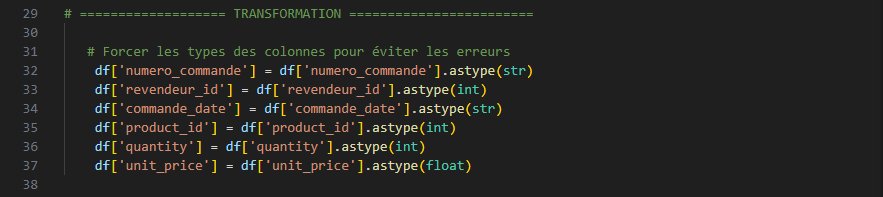 29 # =================== TRANSFORMATION ========================
30
31 # Forcer les types des colonnes pour éviter les erreurs
32 df['numero_commande'] = df['numero_commande'].astype(str)
33 df['revendeur_id'] = df['revendeur_id'].astype(int)
34 df['commande_date'] = df['commande_date'].astype(str)
35 df['product_id'] = df['product_id'].astype(int)
36 df['quantity'] = df['quantity'].astype(int)
37 df['unit_price'] = df['unit_price'].astype(float)
38